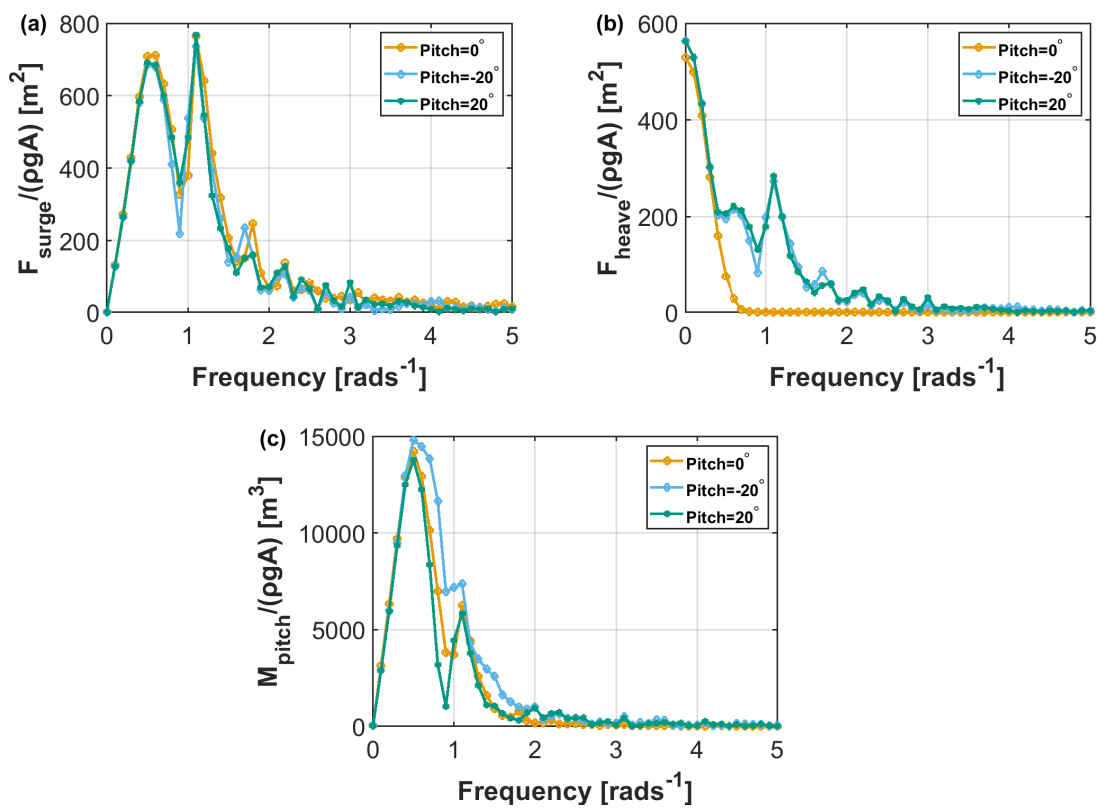 (a)
800
600
400
200
0
F_surge/(ρgA) [m²]
Pitch=0°
Pitch=-20°
Pitch=20°
0 1 2 3 4 5
Frequency [rads⁻¹]
(b)
600
400
200
0
F_heave/(ρgA) [m²]
Pitch=0°
Pitch=-20°
Pitch=20°
0 1 2 3 4 5
Frequency [rads⁻¹]
(c)
15000
10000
5000
0
M_pitch/(ρgA) [m³]
Pitch=0°
Pitch=-20°
Pitch=20°
0 1 2 3 4 5
Frequency [rads⁻¹]